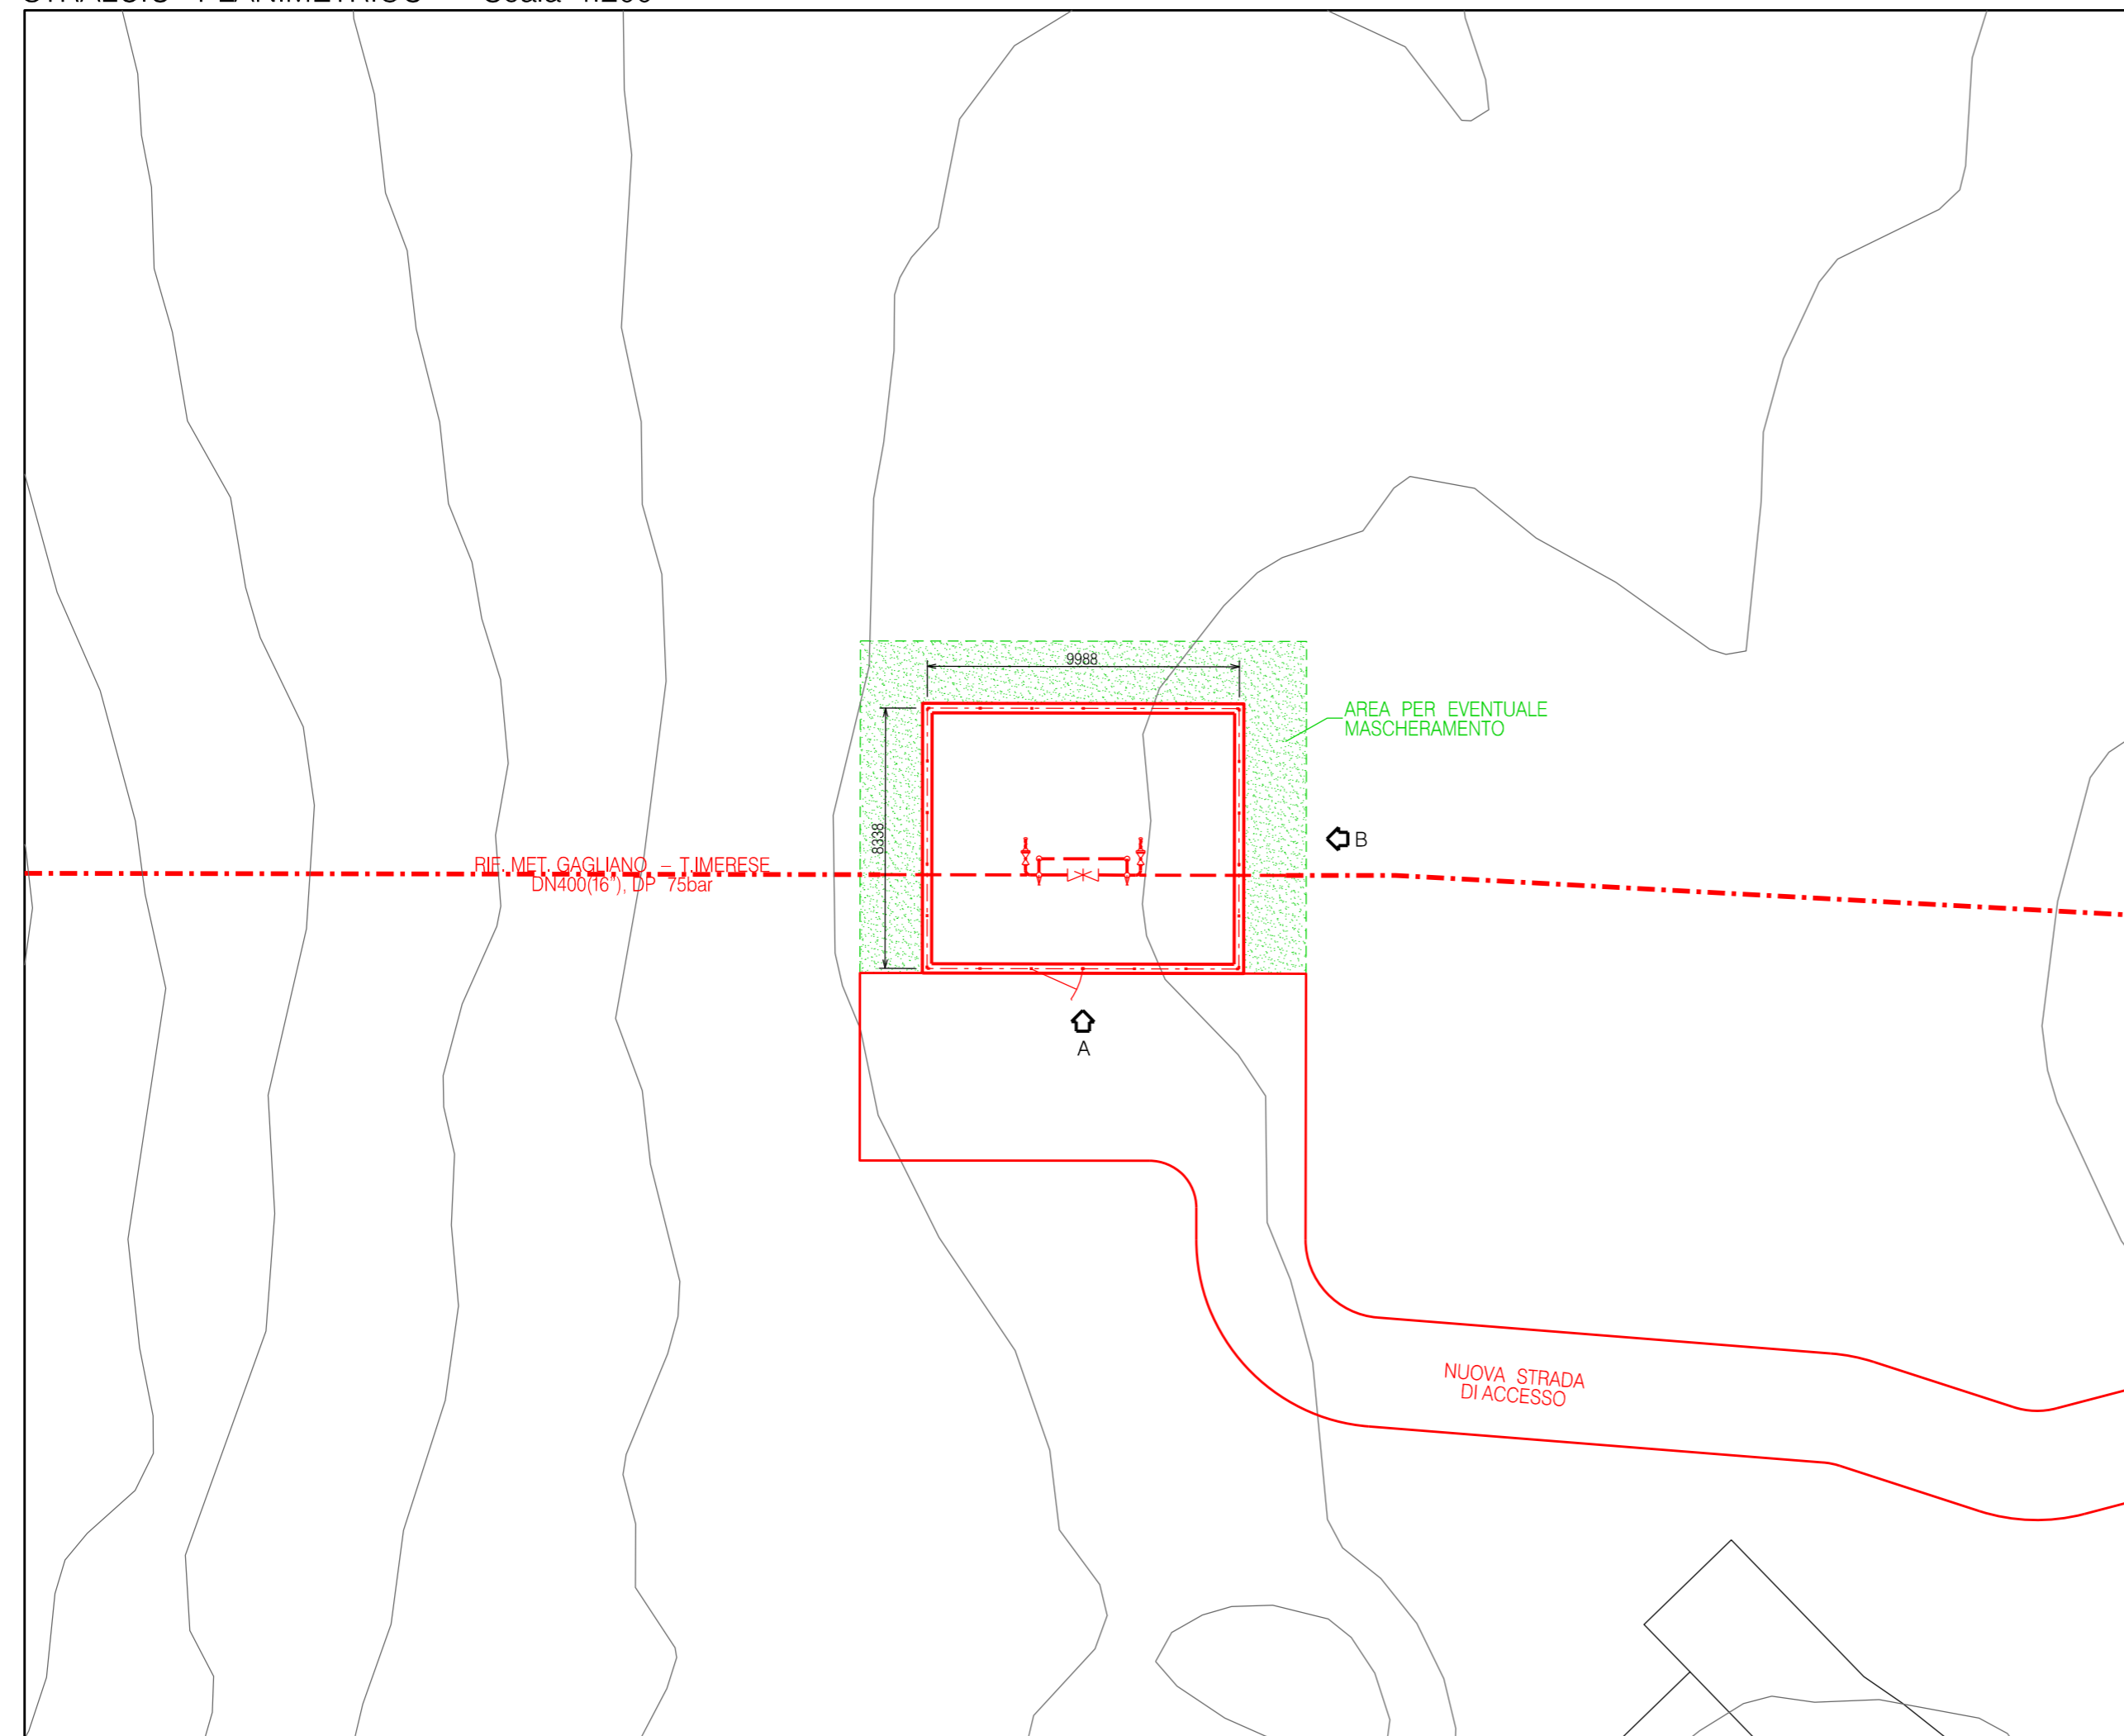 9988
AREA PER EVENTUALE
MASCHERAMENTO
8338
B
RIF. MET. GAGLIANO – T.IMERESE
DN400(16"), DP 75bar
A
NUOVA STRADA
DI ACCESSO